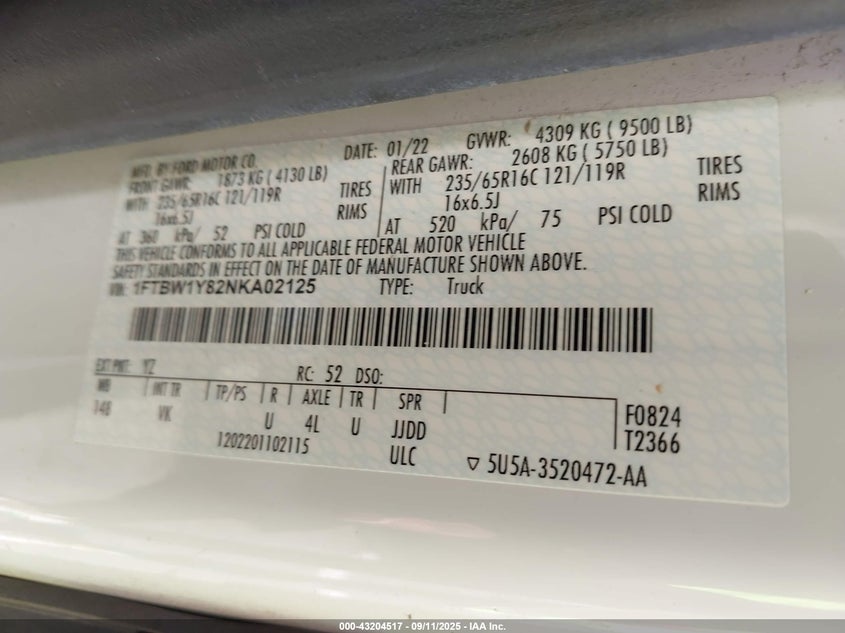 MFD. BY FORD MOTOR CO. DATE: 01/22 GVWR: 4309 KG ( 9500 LB)
FRONT GAWR: 1873 KG ( 4130 LB) REAR GAWR: 2608 KG ( 5750 LB)
WITH 235/65R16C 121/119R TIRES WITH 235/65R16C 121/119R TIRES
16x6.5J RIMS 16x6.5J RIMS
AT 360 kPa/ 52 PSI COLD AT 520 kPa/ 75 PSI COLD
THIS VEHICLE CONFORMS TO ALL APPLICABLE FEDERAL MOTOR VEHICLE
SAFETY STANDARDS IN EFFECT ON THE DATE OF MANUFACTURE SHOWN ABOVE.
VIN: 1FTBW1Y82NKA02125 TYPE: Truck
EXT PNT: YZ RC: 52 DSO:
WB INT TR TP/PS R AXLE TR SPR
148 VK U 4L U JJDD F0824
1202201102115 ULC T2366
5U5A-3520472-AA
000-43204517 - 09/11/2025 - IAA Inc.